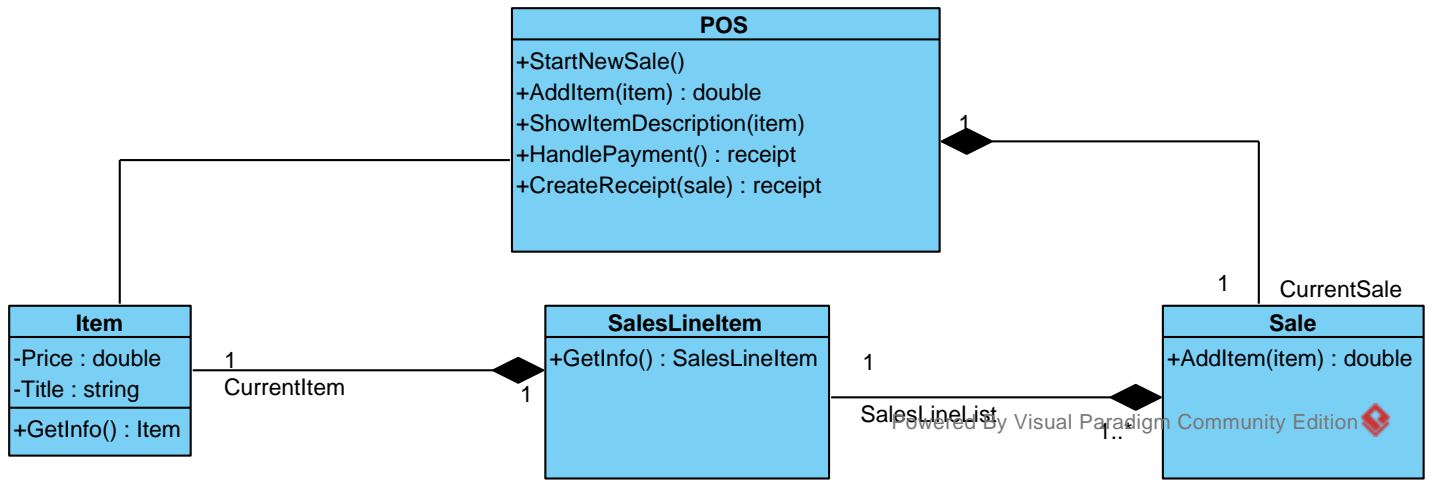 POS
+StartNewSale()
+AddItem(item) : double
+ShowItemDescription(item)
+HandlePayment() : receipt
+CreateReceipt(sale) : receipt
1
1
CurrentSale
Item
-Price : double
-Title : string
+GetInfo() : Item
1
CurrentItem
1
SalesLineItem
+GetInfo() : SalesLineItem
1
SalesLineList
1..*
Sale
+AddItem(item) : double
Powered By Visual Paradigm Community Edition